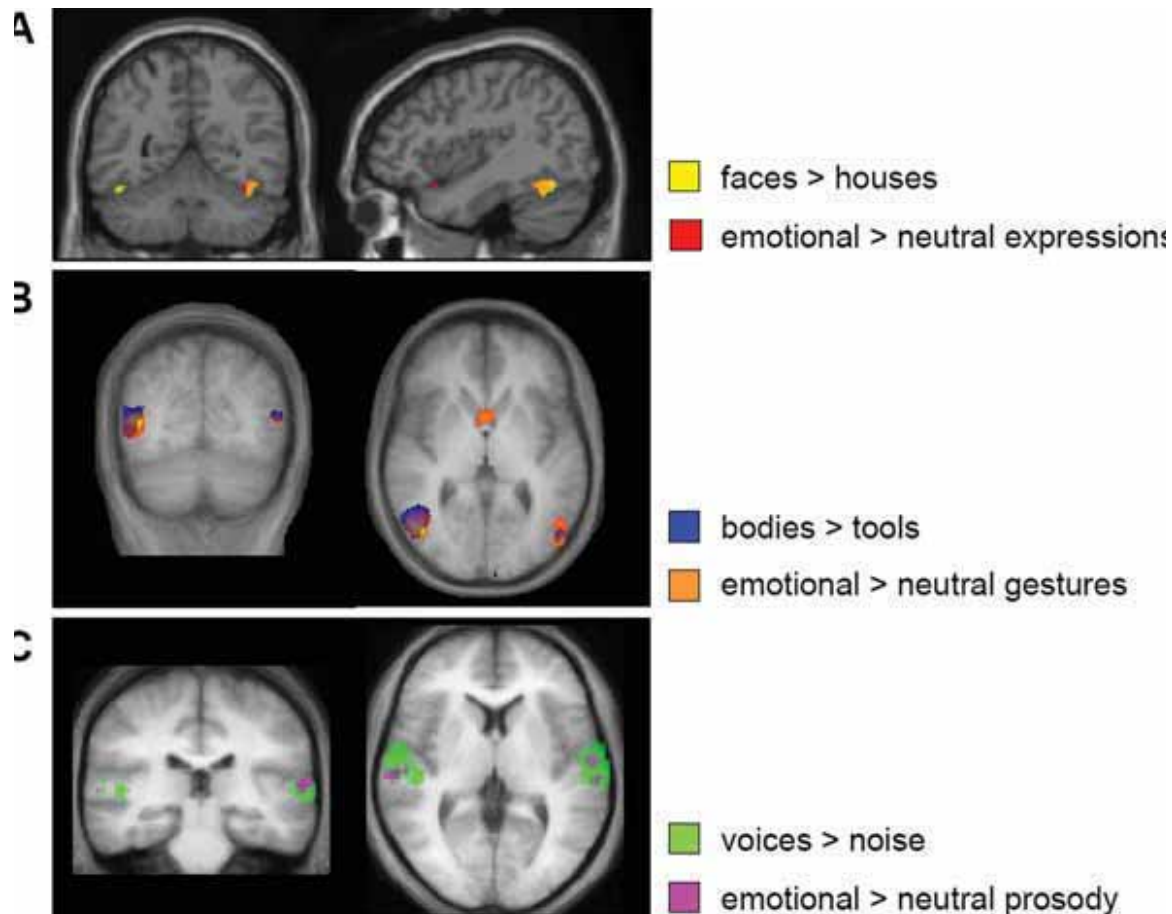 A
faces > houses
emotional > neutral expressions
B
bodies > tools
emotional > neutral gestures
C
voices > noise
emotional > neutral prosody